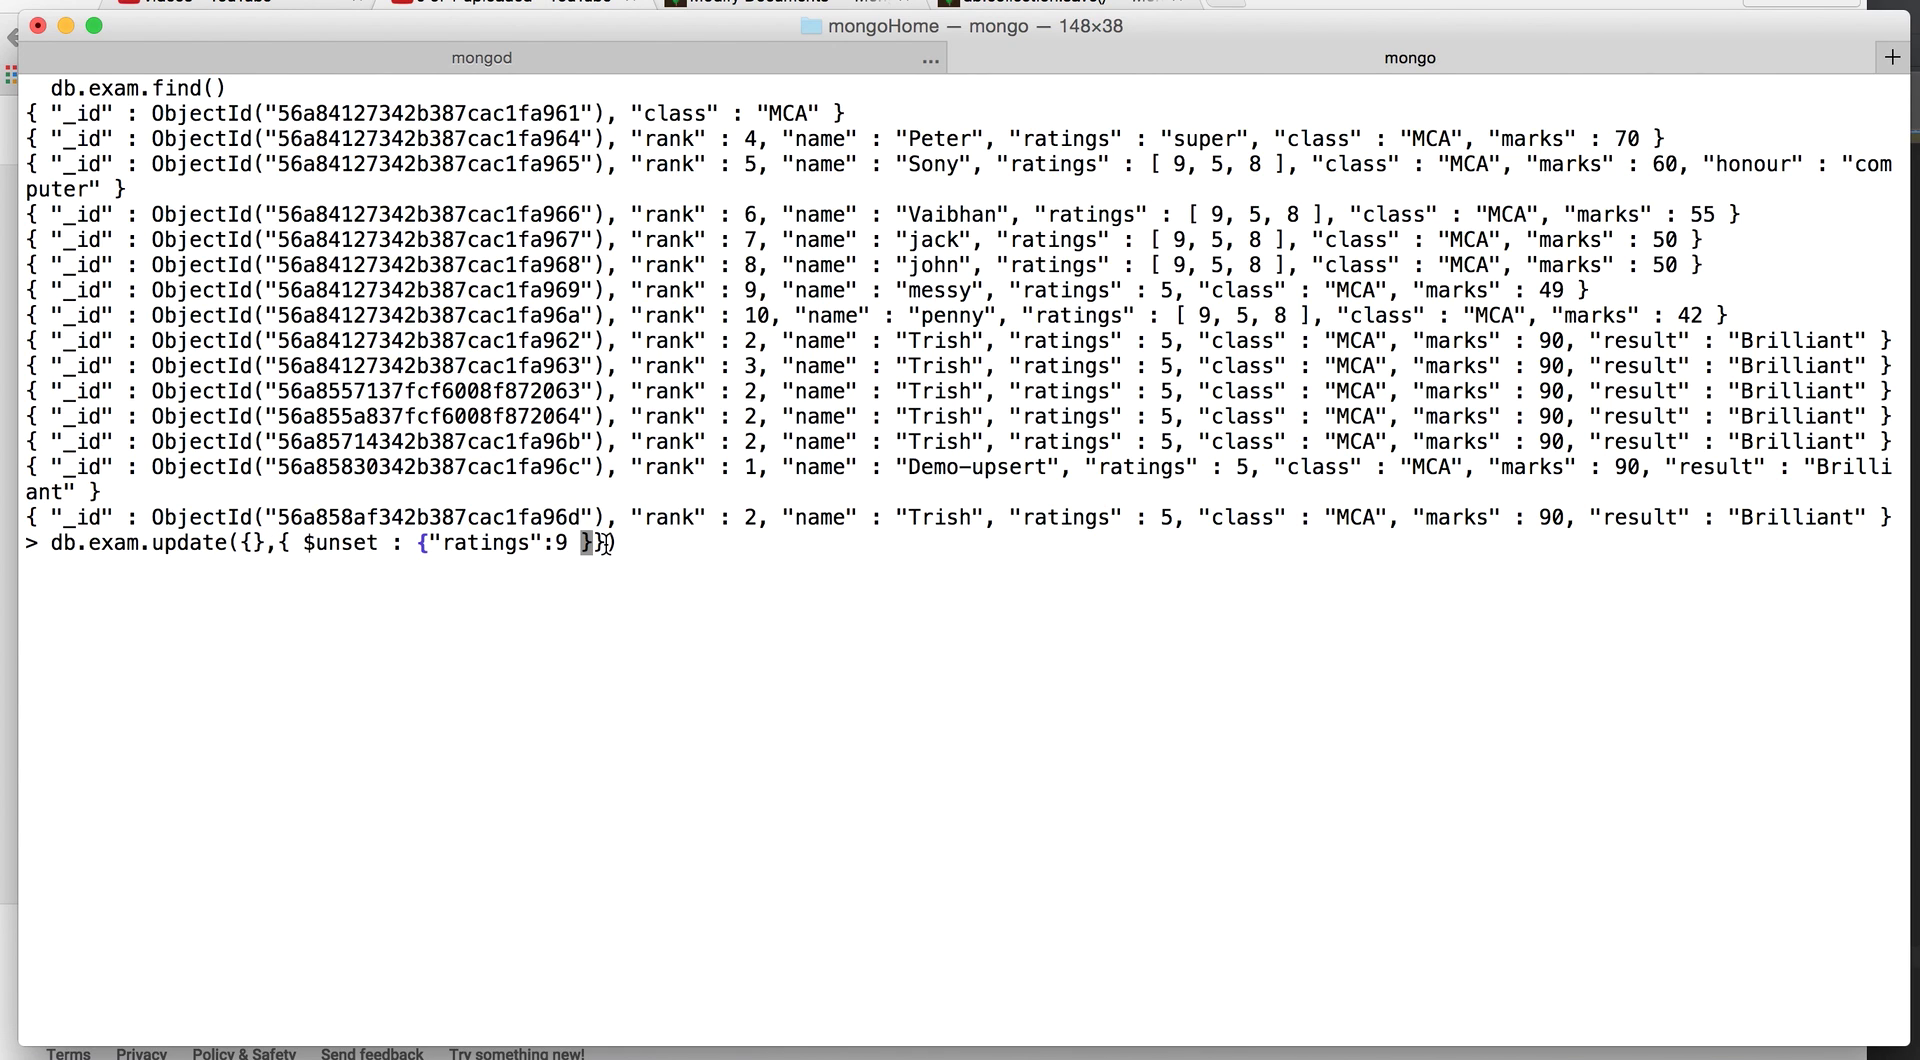 mongoHome — mongo — 148×38
mongod
...
mongo
+
db.exam.find()
{ "_id" : ObjectId("56a84127342b387cac1fa961"), "class" : "MCA" }
{ "_id" : ObjectId("56a84127342b387cac1fa964"), "rank" : 4, "name" : "Peter", "ratings" : "super", "class" : "MCA", "marks" : 70 }
{ "_id" : ObjectId("56a84127342b387cac1fa965"), "rank" : 5, "name" : "Sony", "ratings" : [ 9, 5, 8 ], "class" : "MCA", "marks" : 60, "honour" : "com
puter" }
{ "_id" : ObjectId("56a84127342b387cac1fa966"), "rank" : 6, "name" : "Vaibhan", "ratings" : [ 9, 5, 8 ], "class" : "MCA", "marks" : 55 }
{ "_id" : ObjectId("56a84127342b387cac1fa967"), "rank" : 7, "name" : "jack", "ratings" : [ 9, 5, 8 ], "class" : "MCA", "marks" : 50 }
{ "_id" : ObjectId("56a84127342b387cac1fa968"), "rank" : 8, "name" : "john", "ratings" : [ 9, 5, 8 ], "class" : "MCA", "marks" : 50 }
{ "_id" : ObjectId("56a84127342b387cac1fa969"), "rank" : 9, "name" : "messy", "ratings" : 5, "class" : "MCA", "marks" : 49 }
{ "_id" : ObjectId("56a84127342b387cac1fa96a"), "rank" : 10, "name" : "penny", "ratings" : [ 9, 5, 8 ], "class" : "MCA", "marks" : 42 }
{ "_id" : ObjectId("56a84127342b387cac1fa962"), "rank" : 2, "name" : "Trish", "ratings" : 5, "class" : "MCA", "marks" : 90, "result" : "Brilliant" }
{ "_id" : ObjectId("56a84127342b387cac1fa963"), "rank" : 3, "name" : "Trish", "ratings" : 5, "class" : "MCA", "marks" : 90, "result" : "Brilliant" }
{ "_id" : ObjectId("56a8557137fcf6008f872063"), "rank" : 2, "name" : "Trish", "ratings" : 5, "class" : "MCA", "marks" : 90, "result" : "Brilliant" }
{ "_id" : ObjectId("56a855a837fcf6008f872064"), "rank" : 2, "name" : "Trish", "ratings" : 5, "class" : "MCA", "marks" : 90, "result" : "Brilliant" }
{ "_id" : ObjectId("56a85714342b387cac1fa96b"), "rank" : 2, "name" : "Trish", "ratings" : 5, "class" : "MCA", "marks" : 90, "result" : "Brilliant" }
{ "_id" : ObjectId("56a85830342b387cac1fa96c"), "rank" : 1, "name" : "Demo-upsert", "ratings" : 5, "class" : "MCA", "marks" : 90, "result" : "Brilli
ant" }
{ "_id" : ObjectId("56a858af342b387cac1fa96d"), "rank" : 2, "name" : "Trish", "ratings" : 5, "class" : "MCA", "marks" : 90, "result" : "Brilliant" }
> db.exam.update({},{ $unset : {"ratings":9 }})
Terms Privacy Policy & Safety Send feedback Try something new!